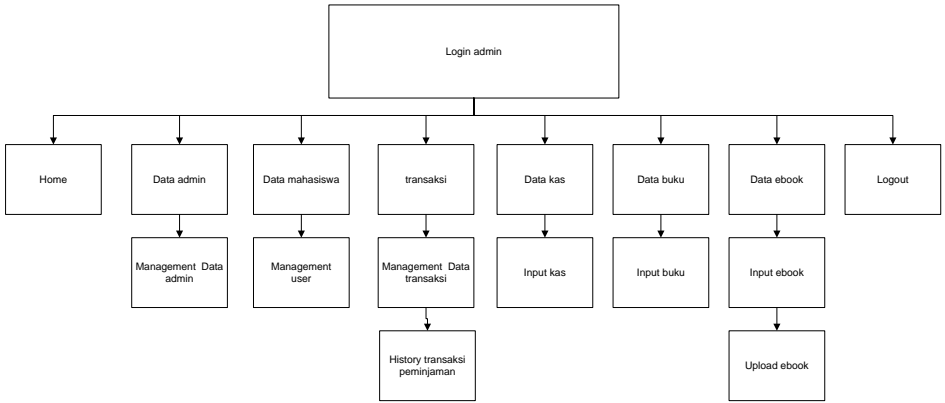 Login admin
Home
Data admin
Data mahasiswa
transaksi
Data kas
Data buku
Data ebook
Logout
Management Data
admin
Management
user
Management Data
transaksi
Input kas
Input buku
Input ebook
History transaksi
peminjaman
Upload ebook